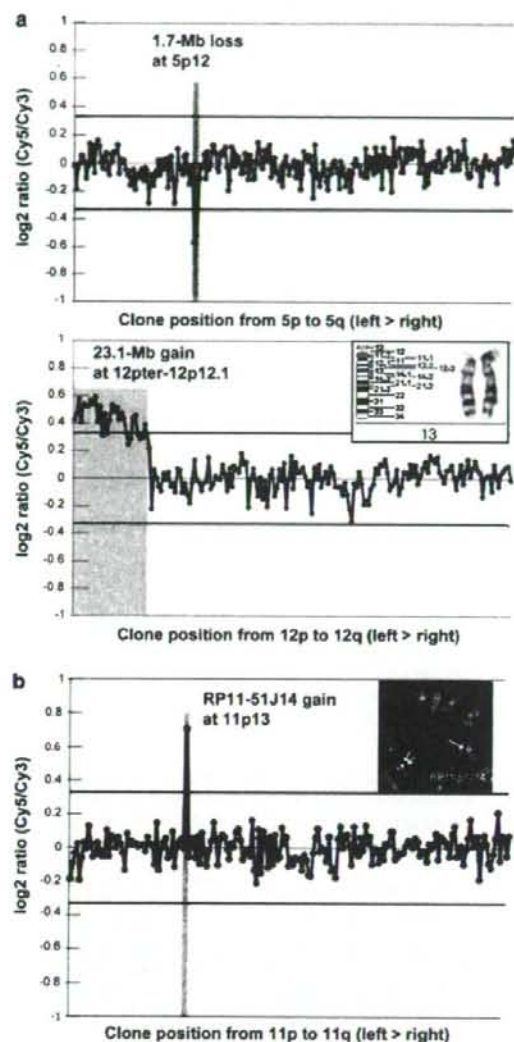 a
1.7-Mb loss
at 5p12
log2 ratio (Cy5/Cy3)
1
0.8
0.6
0.4
0.2
0
-0.2
-0.4
-0.6
-0.8
-1
Clone position from 5p to 5q (left > right)
23.1-Mb gain
at 12pter-12p12.1
log2 ratio (Cy5/Cy3)
1
0.8
0.6
0.4
0.2
0
-0.2
-0.4
-0.6
-0.8
-1
13
Clone position from 12p to 12q (left > right)
b
RP11-51J14 gain
at 11p13
log2 ratio (Cy5/Cy3)
1
0.8
0.6
0.4
0.2
0
-0.2
-0.4
-0.6
-0.8
-1
RP11-51J14
Clone position from 11p to 11q (left > right)